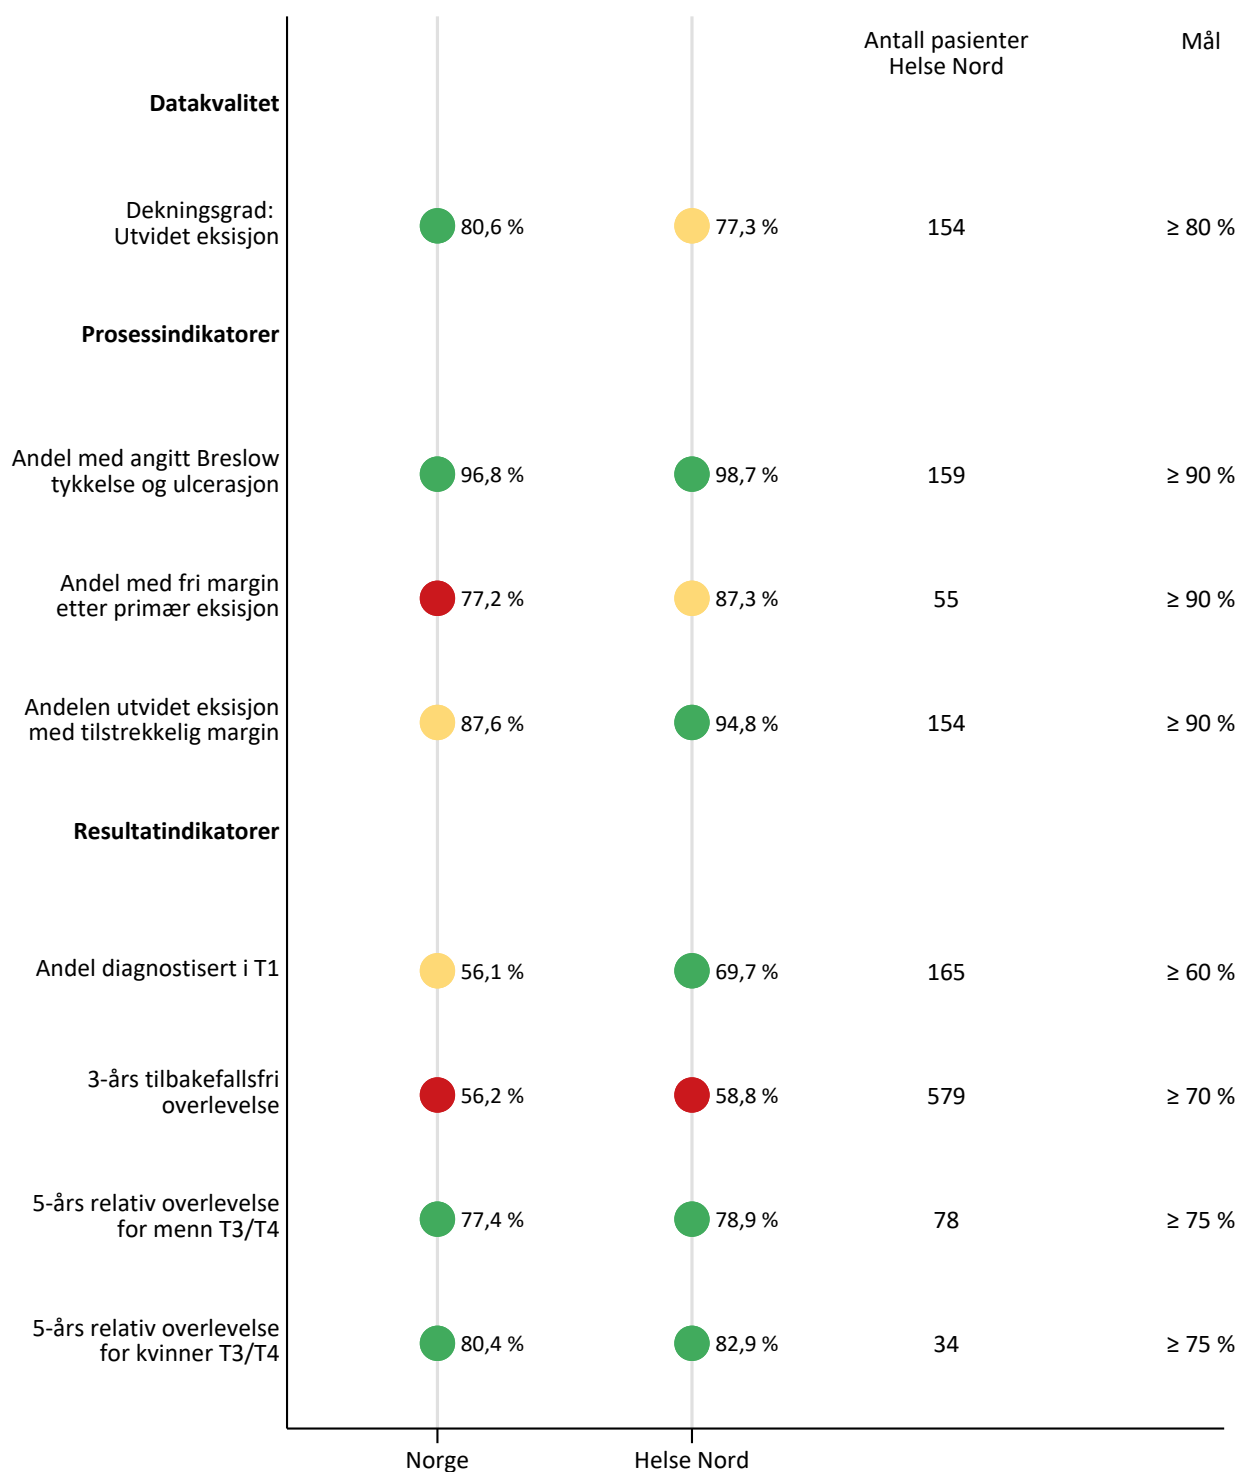 Antall pasienter
Helse Nord
Mål
Datakvalitet
Dekningsgrad:
Utvidet eksisjon
80,6 %
77,3 %
154
≥ 80 %
Prosessindikatorer
Andel med angitt Breslow
tykkelse og ulcerasjon
96,8 %
98,7 %
159
≥ 90 %
Andel med fri margin
etter primær eksisjon
77,2 %
87,3 %
55
≥ 90 %
Andelen utvidet eksisjon
med tilstrekkelig margin
87,6 %
94,8 %
154
≥ 90 %
Resultatindikatorer
Andel diagnostisert i T1
56,1 %
69,7 %
165
≥ 60 %
3-års tilbakefallsfri
overlevelse
56,2 %
58,8 %
579
≥ 70 %
5-års relativ overlevelse
for menn T3/T4
77,4 %
78,9 %
78
≥ 75 %
5-års relativ overlevelse
for kvinner T3/T4
80,4 %
82,9 %
34
≥ 75 %
Norge
Helse Nord